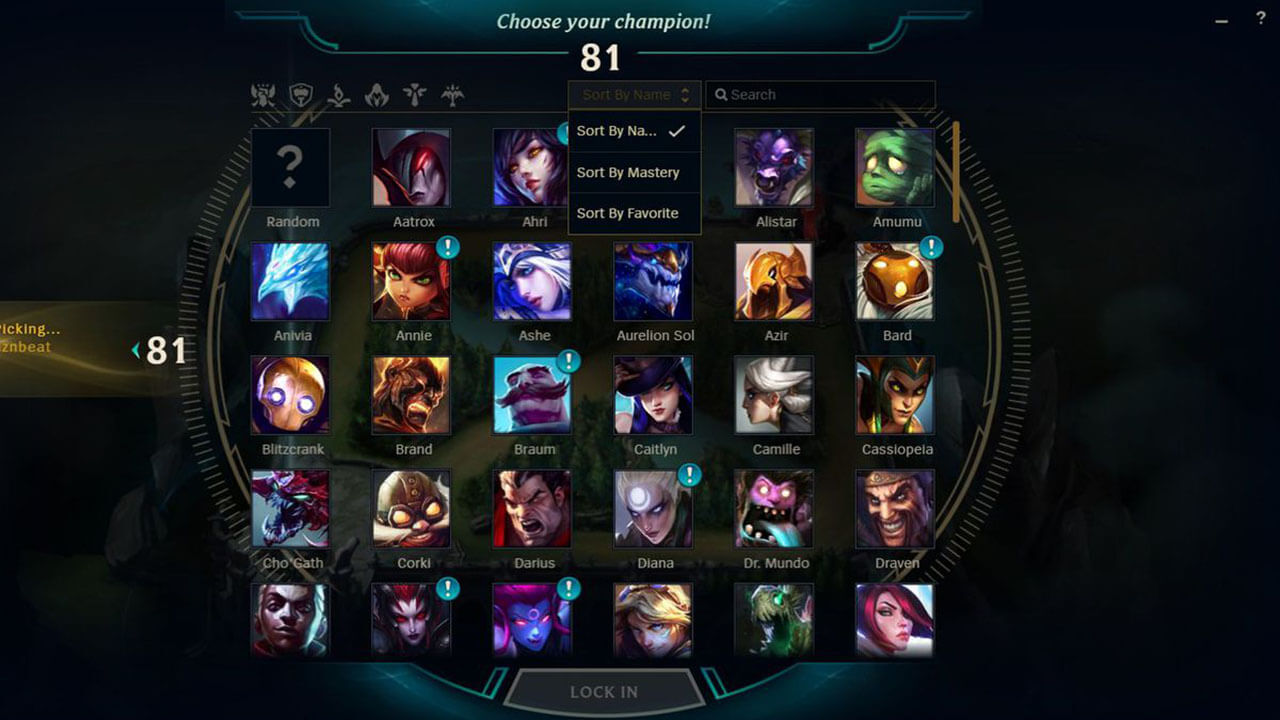 Choose your champion!
81
?
Sort By Name
Search
Sort By Na...
Sort By Mastery
Sort By Favorite
?
Random
Aatrox
Ahri
Alistar
Amumu
icking...
znbeat
81
!
!
Anivia
Annie
Ashe
Aurelion Sol
Azir
Bard
!
Blitzcrank
Brand
Braum
Caitlyn
Camille
Cassiopeia
!
Cho'Gath
Corki
Darius
Diana
Dr. Mundo
Draven
!
!
LOCK IN